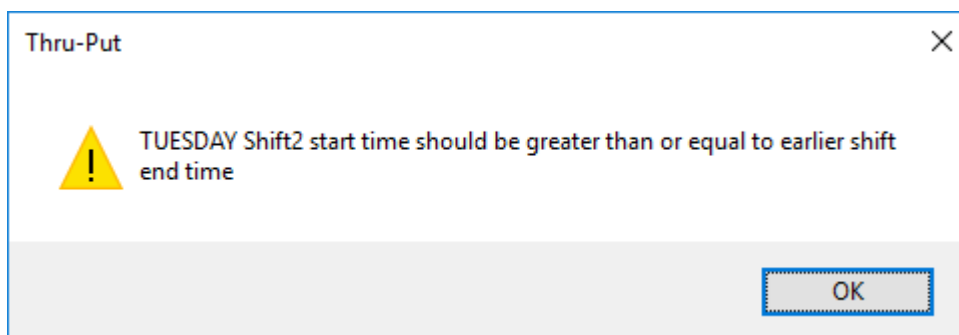 Thru-Put
TUESDAY Shift2 start time should be greater than or equal to earlier shift
end time
OK